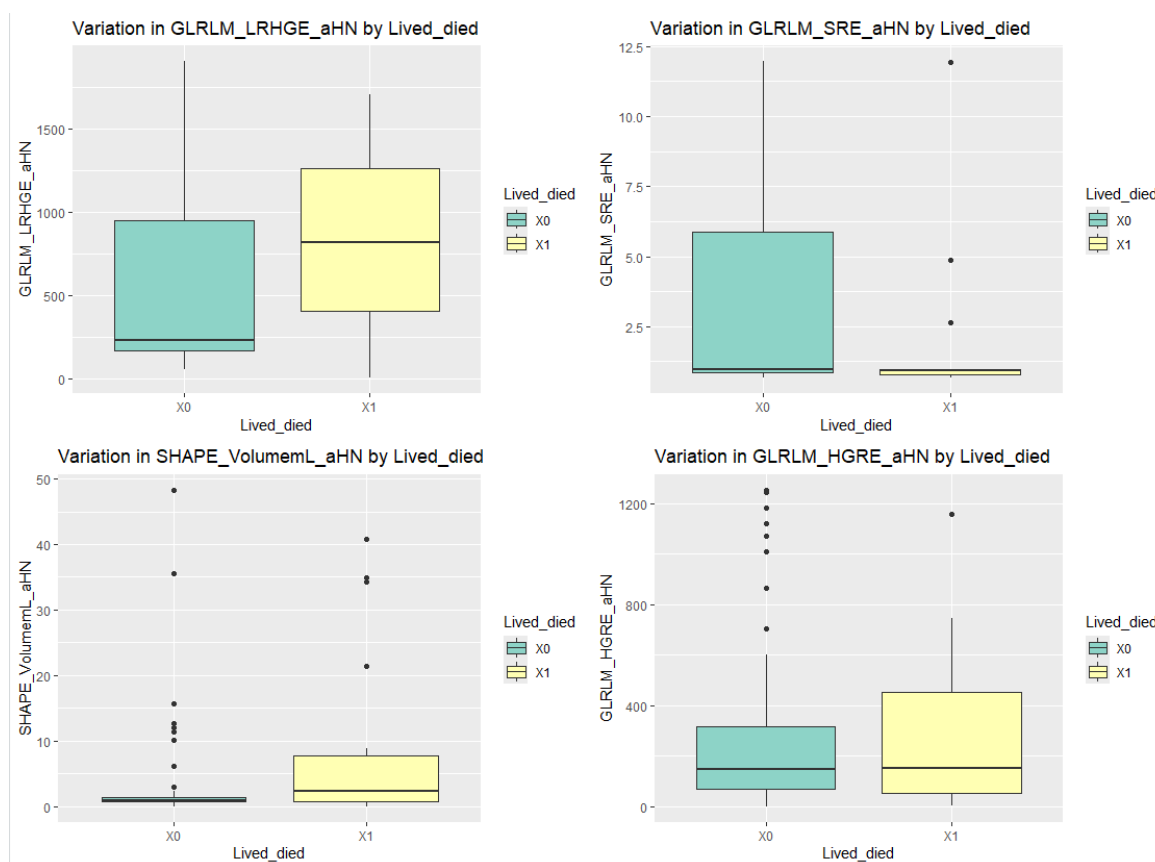 Variation in GLRLM_LRHGE_aHN by Lived_died
GLRLM_LRHGE_aHN
1500
1000
500
0
X0
X1
Lived_died
Lived_died
X0
X1
Variation in GLRLM_SRE_aHN by Lived_died
GLRLM_SRE_aHN
12.5
10.0
7.5
5.0
2.5
X0
X1
Lived_died
Lived_died
X0
X1
Variation in SHAPE_VolumemL_aHN by Lived_died
SHAPE_VolumemL_aHN
50
40
30
20
10
0
X0
X1
Lived_died
Lived_died
X0
X1
Variation in GLRLM_HGRE_aHN by Lived_died
GLRLM_HGRE_aHN
1200
800
400
0
X0
X1
Lived_died
Lived_died
X0
X1